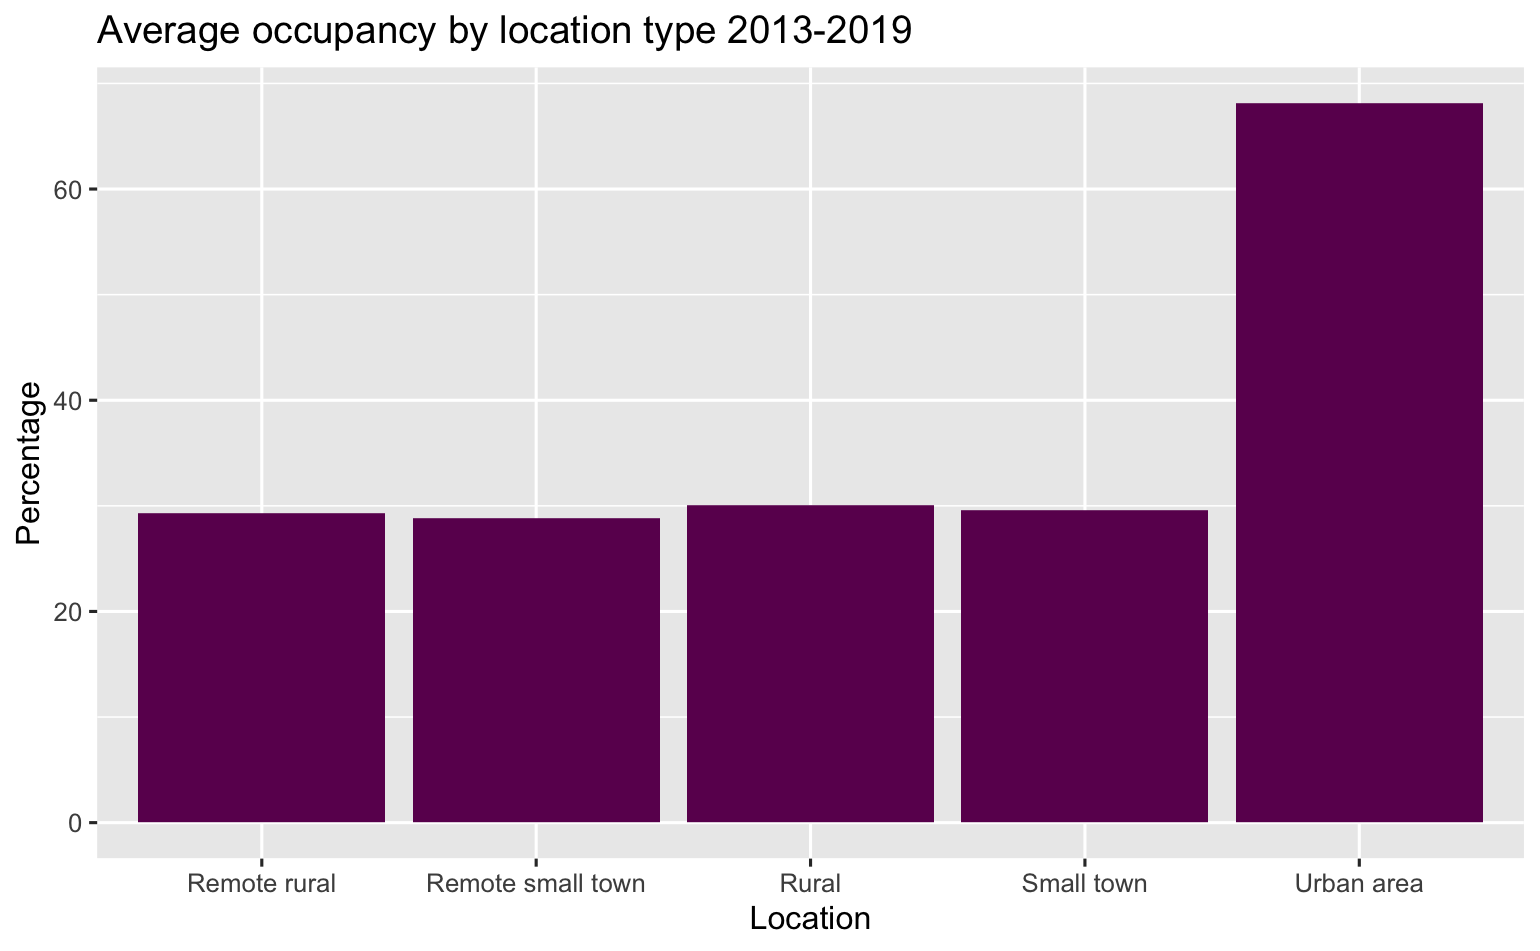 Average occupancy by location type 2013-2019
Percentage
60
40
20
0
Remote rural
Remote small town
Rural
Small town
Urban area
Location